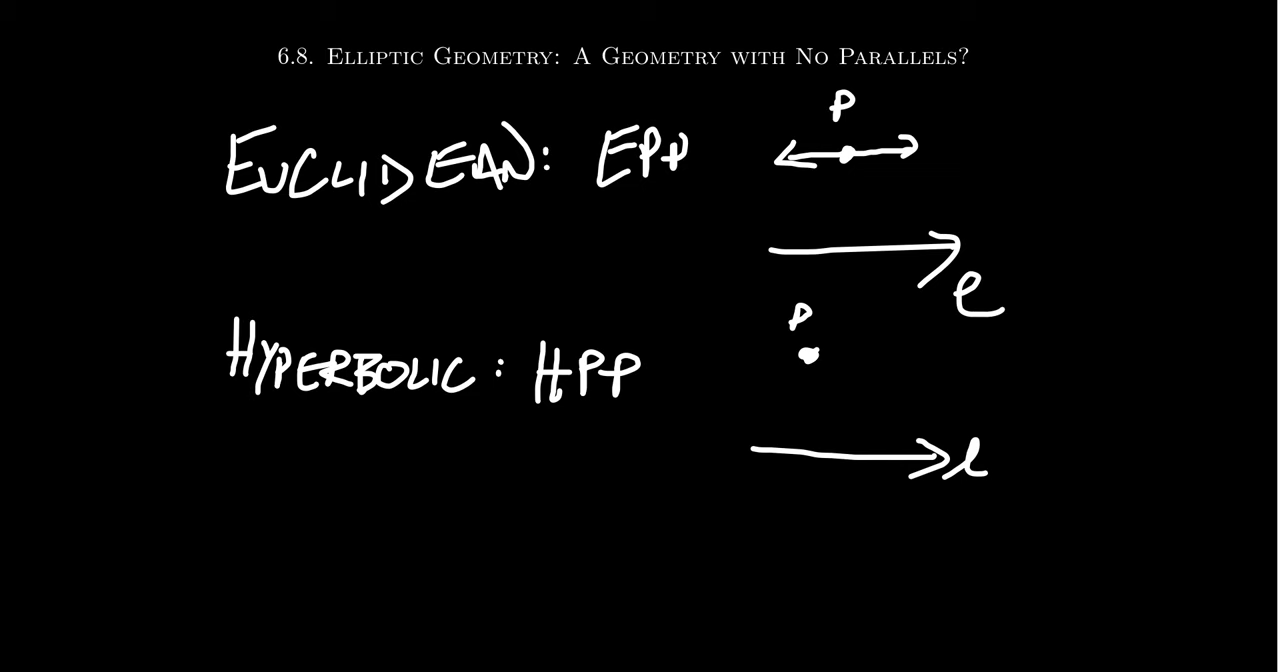 6.8. Elliptic Geometry: A Geometry with No Parallels?
P
EUCLIDEAN: EPP
l
P
HYPERBOLIC: HPP
l